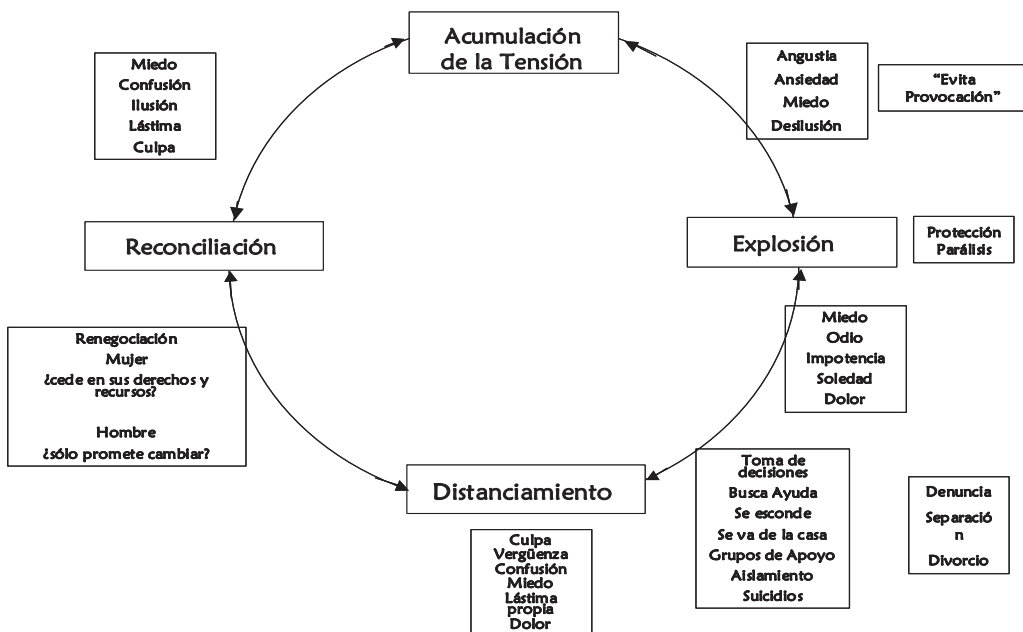 Acumulación
de la Tensión
Miedo
Confusión
Ilusión
Lástima
Culpa
Angustia
Ansiedad
Miedo
Desilusión
“Evita
Provocación”
Reconciliación
Explosión
Protección
Parálisis
Renegociación
Mujer
¿cede en sus derechos y
recursos?
Hombre
¿sólo promete cambiar?
Miedo
Odio
Impotencia
Soledad
Dolor
Distanciamiento
Toma de
decisiones
Busca Ayuda
Se esconde
Se va de la casa
Grupos de Apoyo
Aislamiento
Suicidios
Denuncia
Separació
n
Divorcio
Culpa
Vergüenza
Confusión
Miedo
Lástima
propia
Dolor